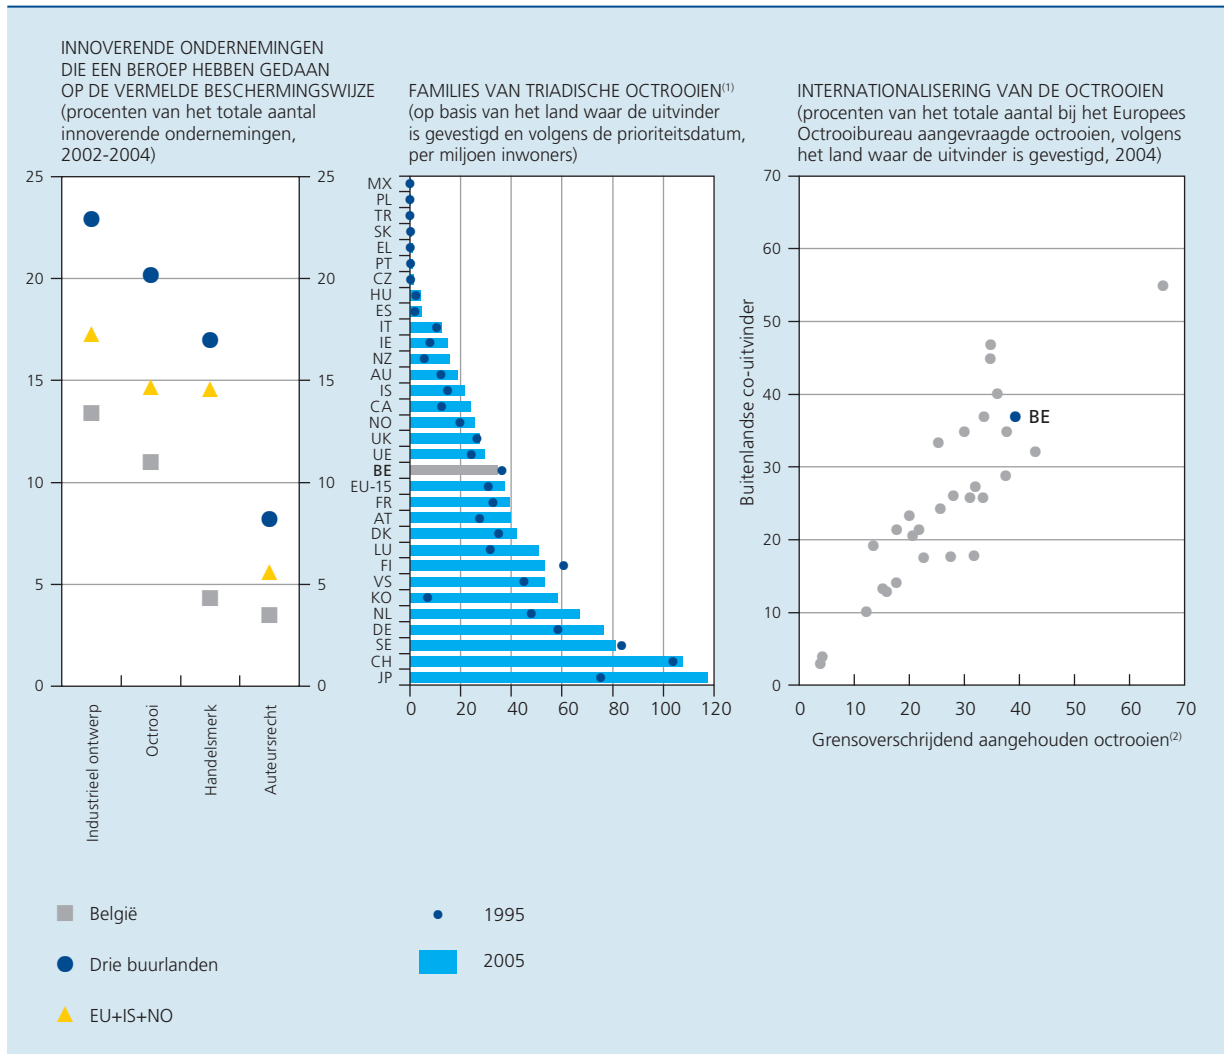 INNOVERENDE ONDERNEMINGEN
DIE EEN BEROEP HEBBEN GEDAAN
OP DE VERMELDE BESCHERMINGSWIJZE
(procenten van het totale aantal
innoverende ondernemingen,
2002-2004)
25
20
15
10
5
0
25
20
15
10
5
0
Industrieel ontwerp
Octrooi
Handelsmerk
Auteursrecht
België
Drie buurlanden
EU+IS+NO
FAMILIES VAN TRIADISCHE OCTROOIEN(1)
(op basis van het land waar de uitvinder
is gevestigd en volgens de prioriteitsdatum,
per miljoen inwoners)
MX
PL
TR
SK
EL
PT
CZ
HU
ES
IT
IE
NZ
AU
IS
CA
NO
UK
UE
BE
EU-15
FR
AT
DK
LU
FI
VS
KO
NL
DE
SE
CH
JP
0 20 40 60 80 100 120
1995
2005
INTERNATIONALISERING VAN DE OCTROOIEN
(procenten van het totale aantal bij het Europees
Octrooibureau aangevraagde octrooien, volgens
het land waar de uitvinder is gevestigd, 2004)
Buitenlandse co-uitvinder
70
60
50
40
30
20
10
0
BE
0 10 20 30 40 50 60 70
Grensoverschrijdend aangehouden octrooien(2)